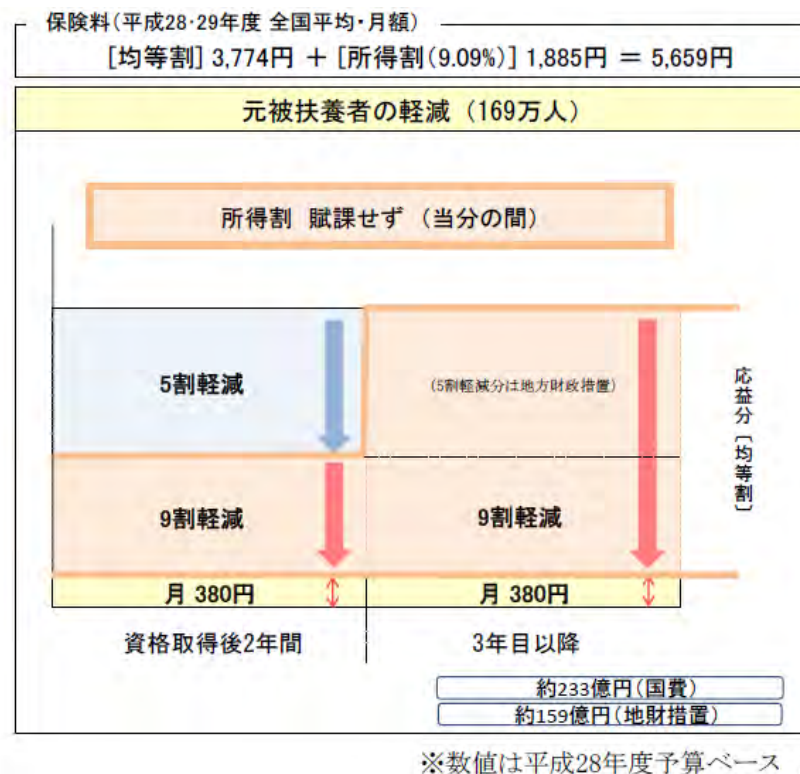 保険料(平成28･29年度 全国平均･月額)
[均等割] 3,774円 ＋ [所得割(9.09%)] 1,885円 ＝ 5,659円
元被扶養者の軽減 (169万人)
所得割 賦課せず (当分の間)
5割軽減
(5割軽減分は地方財政措置)
応益分 [均等割]
9割軽減
9割軽減
月 380円
月 380円
資格取得後2年間
3年目以降
約233億円(国費)
約159億円(地財措置)
※数値は平成28年度予算ベース